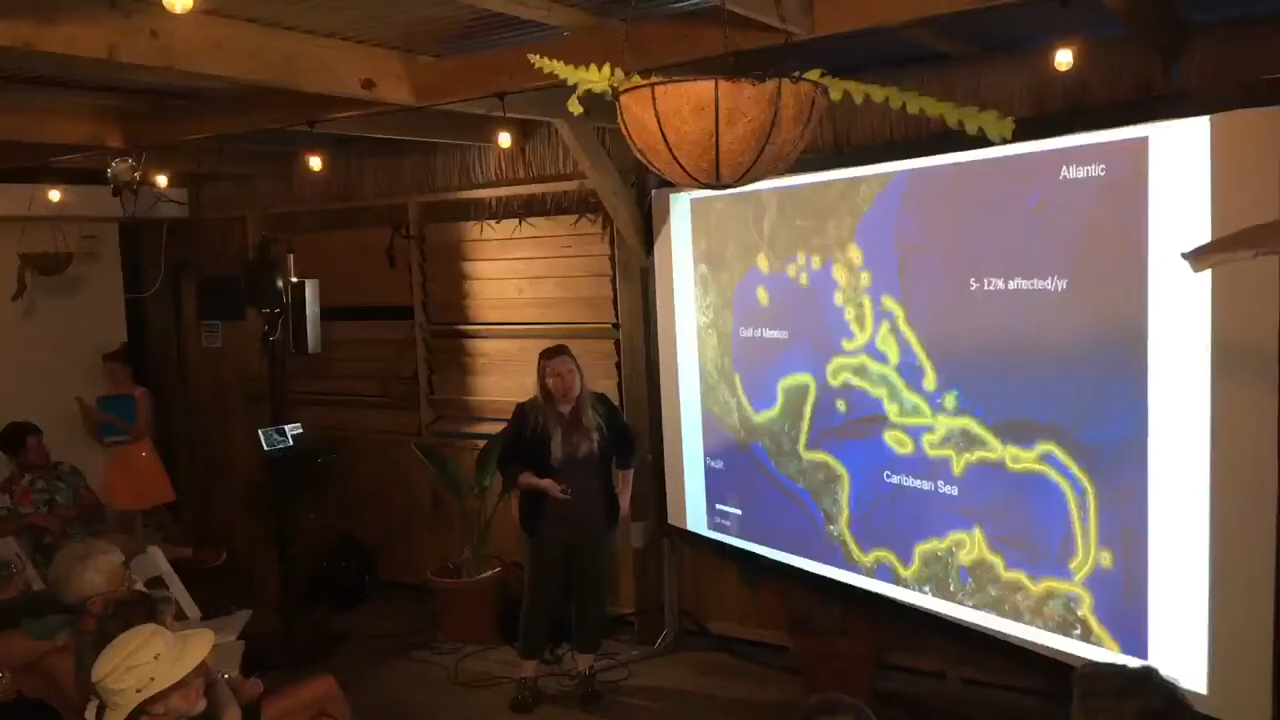 Atlantic
5- 12% affected/yr
Gulf of Mexico
Caribbean Sea
Pacific